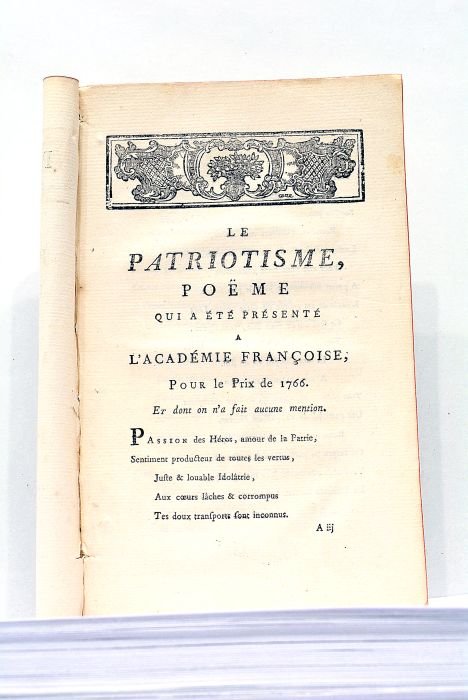 LE
PATRIOTISME,
POËME
QUI A ÉTÉ PRÉSENTÉ
A
L'ACADÉMIE FRANÇOISE,
POUR le Prix de 1766.
Et dont on n'a fait aucune mention.
PASSION des Héros, amour de la Patrie,
Sentiment producteur de toutes les vertus,
Juſte & louable Idolâtrie,
Aux cœurs lâches & corrompus
Tes doux tranſports ſont inconnus.
A iij